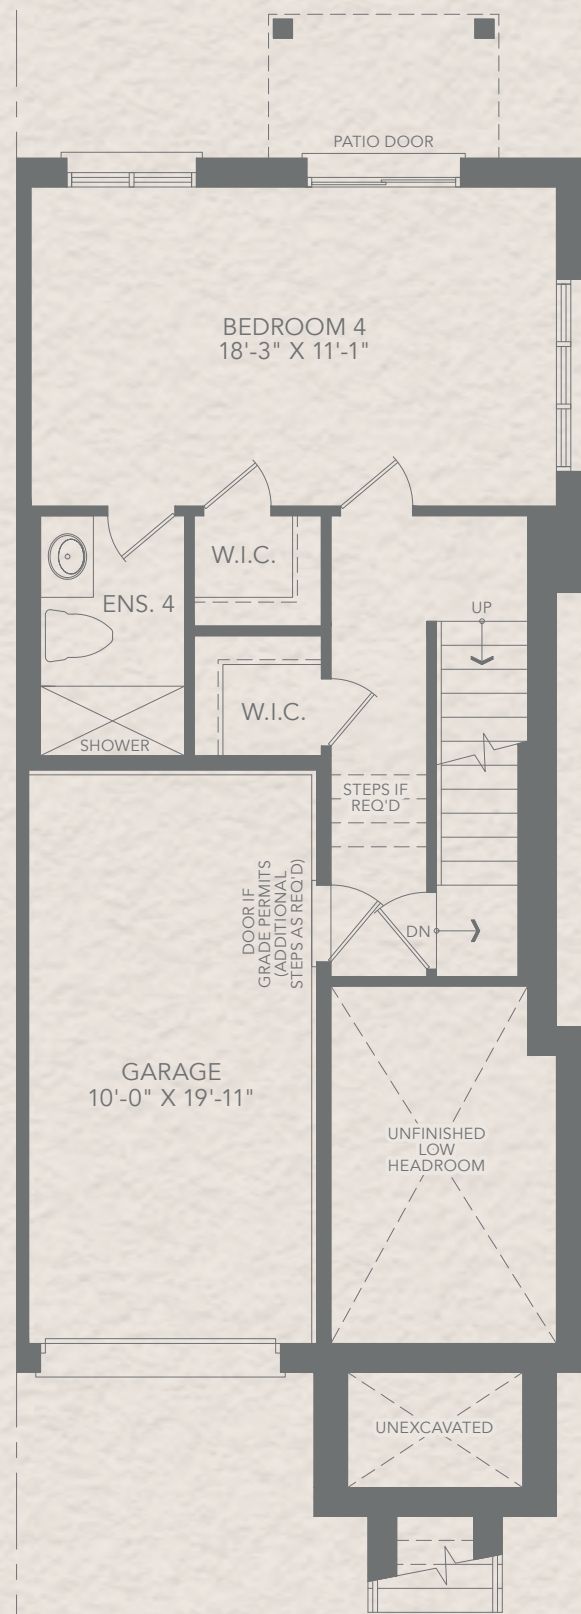 PATIO DOOR
BEDROOM 4
18'-3" X 11'-1"
W.I.C.
ENS. 4
UP
W.I.C.
SHOWER
STEPS IF
REQ'D
DOOR IF
GRADE PERMITS
(ADDITIONAL
STEPS AS REQ'D)
DN
GARAGE
10'-0" X 19'-11"
UNFINISHED
LOW
HEADROOM
UNEXCAVATED